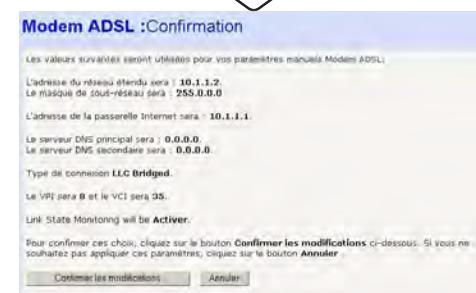 Modem ADSL :Confirmation
Les valeurs suivantes seront utilisées pour vos paramètres manuels Modem ADSL:
L'adresse du réseau étendu sera : 10.1.1.2.
Le masque de sous-réseau sera : 255.0.0.0
L'adresse de la passerelle Internet sera : 10.1.1.1.
Le serveur DNS principal sera : 0.0.0.0.
Le serveur DNS secondaire sera : 0.0.0.0.
Type de connexion LLC Bridged.
Le VPI sera 8 et le VCI sera 35.
Link State Monitoring will be Activer.
Pour confirmer ces choix, cliquez sur le bouton Confirmer les modifications ci-dessous. Si vous ne
souhaitez pas appliquer ces paramètres, cliquez sur le bouton Annuler
Confirmer les modifications Annuler